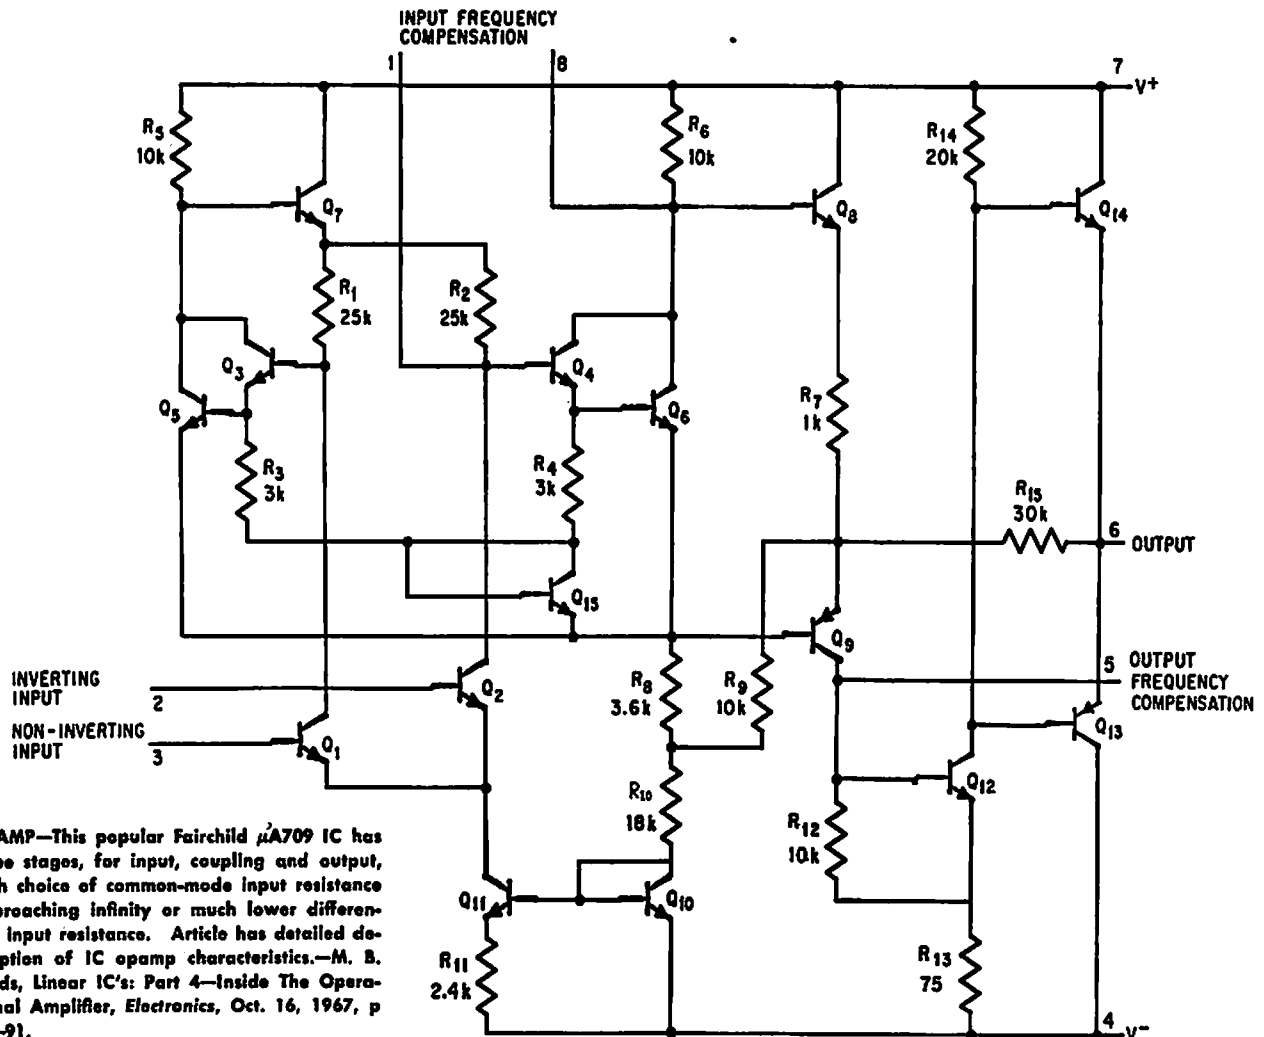 INPUT FREQUENCY
COMPENSATION
1
8
7
V+
R5
10k
R6
10k
R14
20k
Q7
Q8
Q14
R1
25k
R2
25k
Q3
Q4
R7
1k
Q5
Q6
R3
3k
R4
3k
R15
30k
6
OUTPUT
Q15
Q9
INVERTING
INPUT
2
Q2
R8
3.6k
R9
10k
5
OUTPUT
FREQUENCY
COMPENSATION
NON-INVERTING
INPUT
3
Q1
Q13
Q12
R10
18k
R12
10k
Q11
Q10
R11
2.4k
R13
75
4
V-
AMP—This popular Fairchild µA709 IC has
stages, for input, coupling and output,
choice of common-mode input resistance
infinity or much lower differen-
input resistance. Article has detailed de-
of IC opamp characteristics.—M. B.
Linear IC's: Part 4—Inside The Opera-
Amplifier, Electronics, Oct. 16, 1967, p
-91.